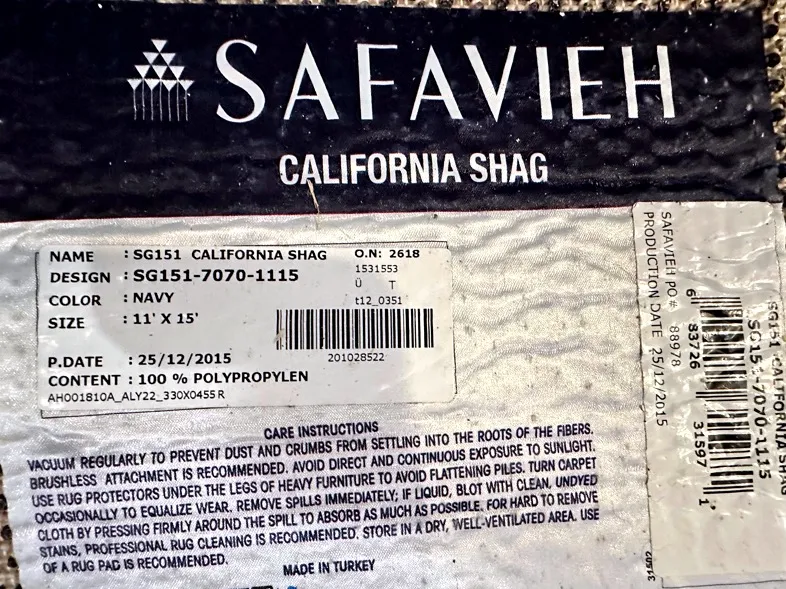 SAFAVIEH
CALIFORNIA SHAG
NAME : SG151 CALIFORNIA SHAG
O.N: 2618
DESIGN : SG151-7070-1115
1531553
Ü T
COLOR : NAVY
t12_0351
SIZE : 11' X 15'
201028522
P.DATE : 25/12/2015
CONTENT : 100 % POLYPROPYLEN
AH001810A_ALY22_330X0455R
CARE INSTRUCTIONS
VACUUM REGULARLY TO PREVENT DUST AND CRUMBS FROM SETTLING INTO THE ROOTS OF THE FIBERS.
BRUSHLESS ATTACHMENT IS RECOMMENDED. AVOID DIRECT AND CONTINUOUS EXPOSURE TO SUNLIGHT.
USE RUG PROTECTORS UNDER THE LEGS OF HEAVY FURNITURE TO AVOID FLATTENING PILES. TURN CARPET
OCCASIONALLY TO EQUALIZE WEAR. REMOVE SPILLS IMMEDIATELY; IF LIQUID, BLOT WITH CLEAN, UNDYED
CLOTH BY PRESSING FIRMLY AROUND THE SPILL TO ABSORB AS MUCH AS POSSIBLE. FOR HARD TO REMOVE
STAINS, PROFESSIONAL RUG CLEANING IS RECOMMENDED. STORE IN A DRY, WELL-VENTILATED AREA. USE
OF A RUG PAD IS RECOMMENDED.
MADE IN TURKEY
SG151 CALIFORNIA SHAG
SG151-7070-1115
6 83726 31597 1
SAFAVIEH PO # 88978
PRODUCTION DATE 25/12/2015